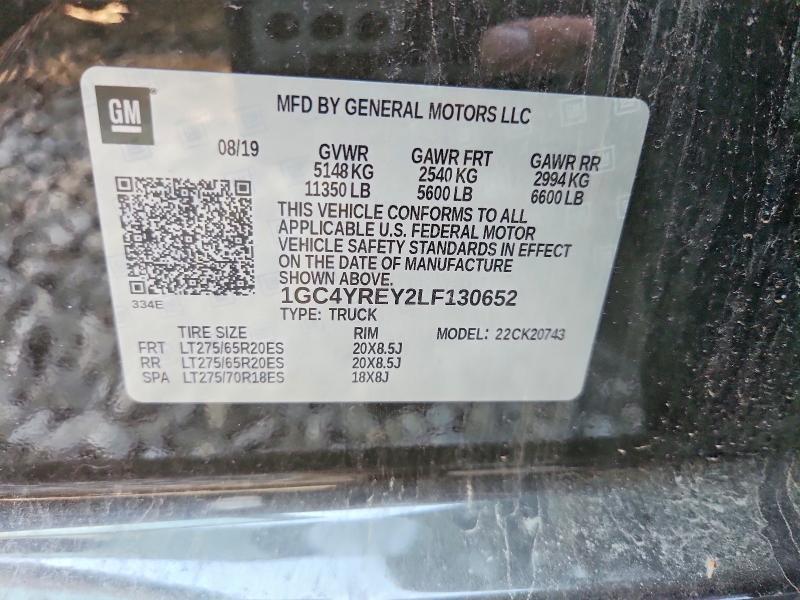 GM
MFD BY GENERAL MOTORS LLC
08/19 GVWR GAWR FRT GAWR RR
5148 KG 2540 KG 2994 KG
11350 LB 5600 LB 6600 LB
THIS VEHICLE CONFORMS TO ALL
APPLICABLE U.S. FEDERAL MOTOR
VEHICLE SAFETY STANDARDS IN EFFECT
ON THE DATE OF MANUFACTURE
SHOWN ABOVE.
334E
1GC4YREY2LF130652
TYPE: TRUCK
TIRE SIZE RIM MODEL: 22CK20743
FRT LT275/65R20ES 20X8.5J
RR LT275/65R20ES 20X8.5J
SPA LT275/70R18ES 18X8J